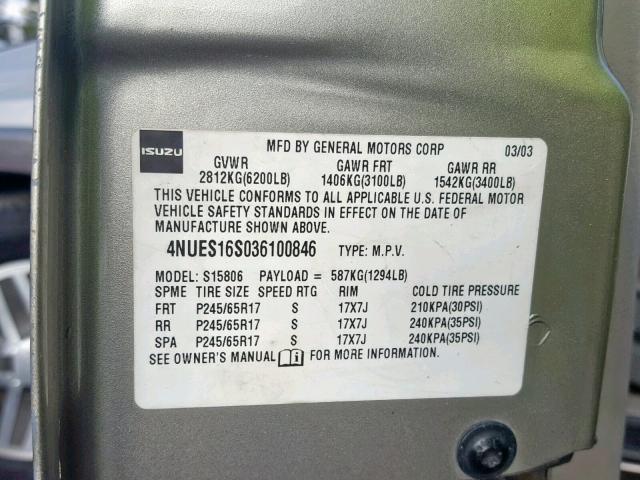 ISUZU
MFD BY GENERAL MOTORS CORP 03/03
GVWR GAWR FRT GAWR RR
2812KG(6200LB) 1406KG(3100LB) 1542KG(3400LB)
THIS VEHICLE CONFORMS TO ALL APPLICABLE U.S. FEDERAL MOTOR
VEHICLE SAFETY STANDARDS IN EFFECT ON THE DATE OF
MANUFACTURE SHOWN ABOVE.
4NUES16S036100846 TYPE: M.P.V.
MODEL: S15806 PAYLOAD = 587KG(1294LB)
SPME TIRE SIZE SPEED RTG RIM COLD TIRE PRESSURE
FRT P245/65R17 S 17X7J 210KPA(30PSI)
RR P245/65R17 S 17X7J 240KPA(35PSI)
SPA P245/65R17 S 17X7J 240KPA(35PSI)
SEE OWNER'S MANUAL FOR MORE INFORMATION.